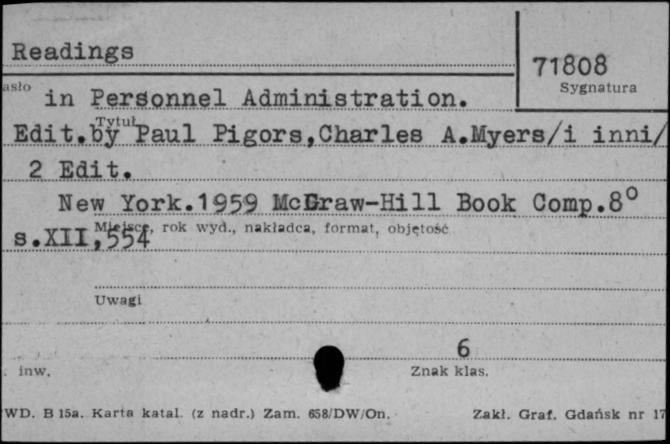 Readings
71808
Sygnatura
asło
in Personnel Administration.
Tytuł
Edit.by Paul Pigors,Charles A.Myers/i inni/
2 Edit.
New York.1959 McGraw-Hill Book Comp.8°
Miejsce, rok wyd., nakładca, format, objętość
s.XII,554
Uwagi
6
. inw.
Znak klas.
WD. B 15a. Karta katal. (z nadr.) Zam. 658/DW/On.
Zakł. Graf. Gdańsk nr 17